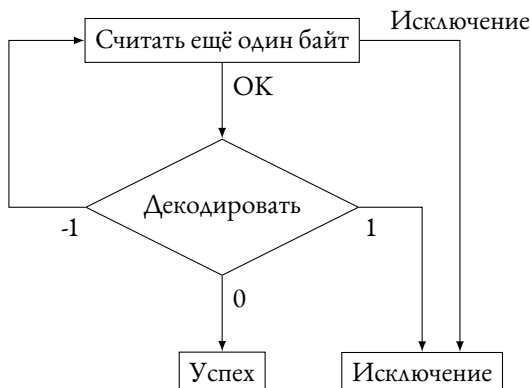 Исключение
Считать ещё один байт
OK
Декодировать
-1
1
0
Успех
Исключение